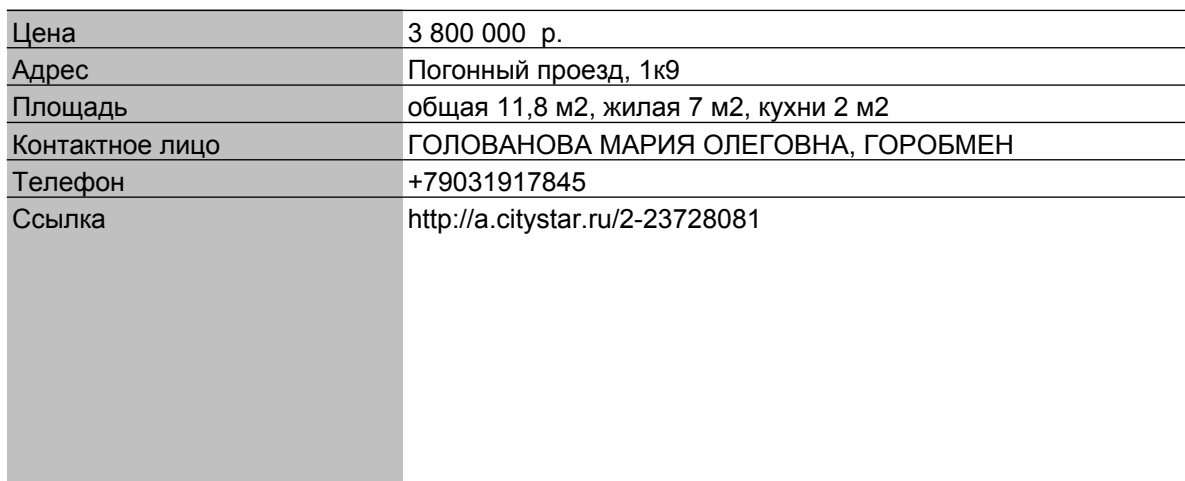 Цена 3 800 000 р.
Адрес Погонный проезд, 1к9
Площадь общая 11,8 м2, жилая 7 м2, кухни 2 м2
Контактное лицо ГОЛОВАНОВА МАРИЯ ОЛЕГОВНА, ГОРОБМЕН
Телефон +79031917845
Ссылка http://a.citystar.ru/2-23728081